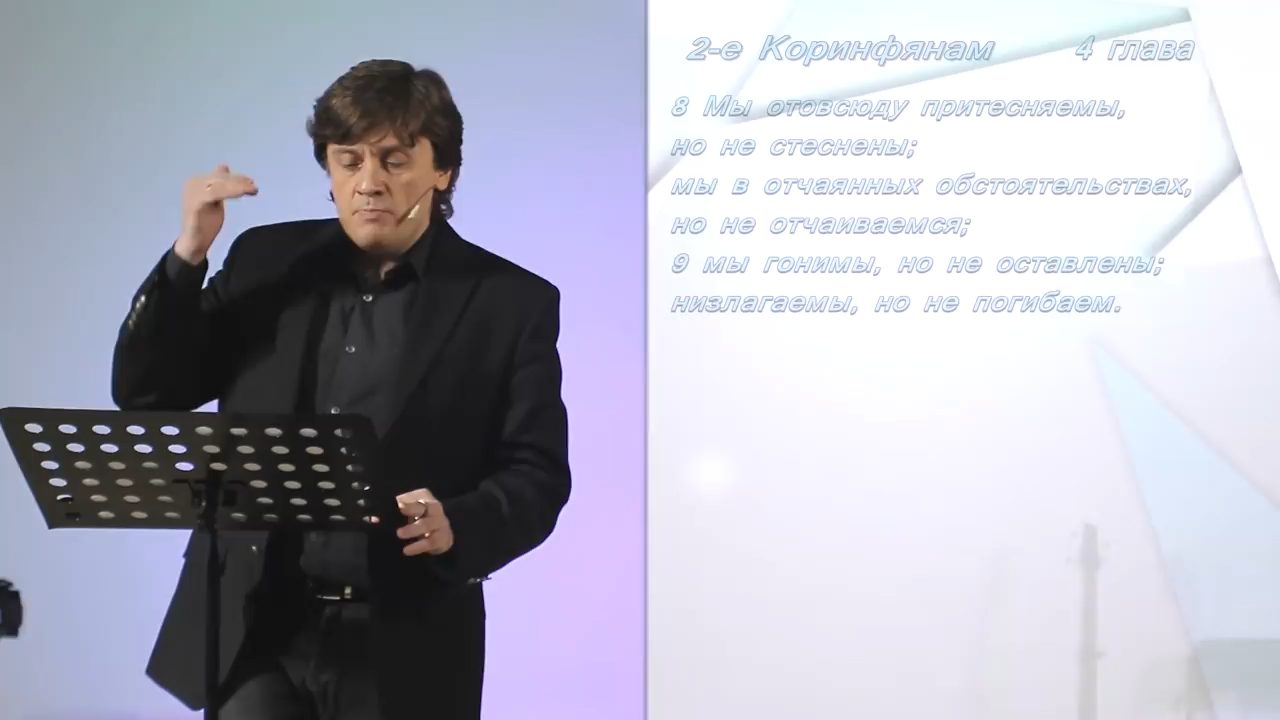 2-е Коринфянам 4 глава
8 Мы отовсюду притесняемы,
но не стеснены;
мы в отчаянных обстоятельствах,
но не отчаиваемся;
9 мы гонимы, но не оставлены;
низлагаемы, но не погибаем.